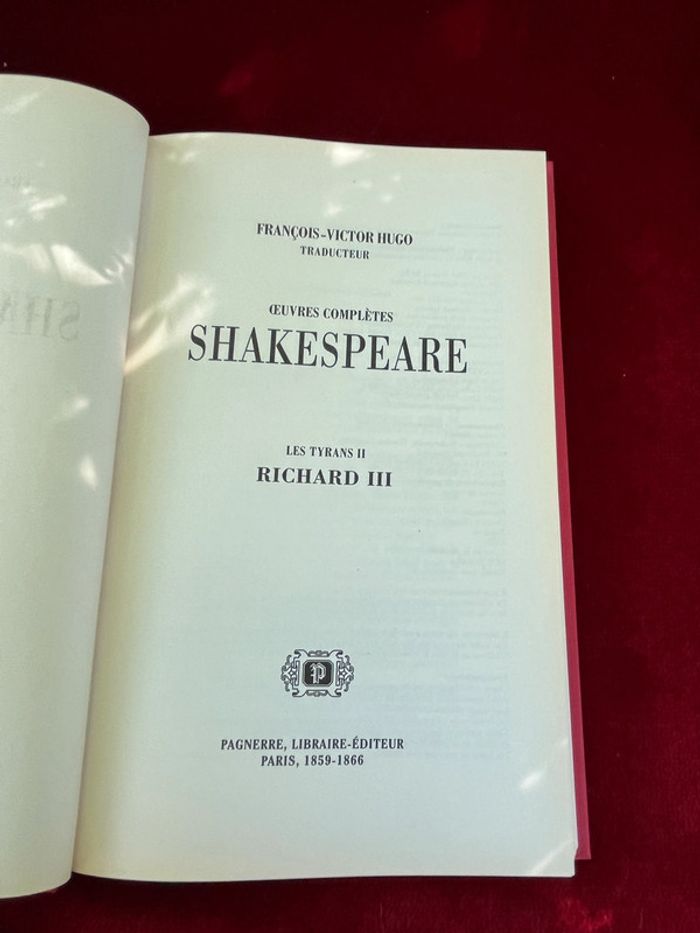 FRANÇOIS-VICTOR HUGO
TRADUCTEUR
ŒUVRES COMPLÈTES
SHAKESPEARE
LES TYRANS II
RICHARD III
P
PAGNERRE, LIBRAIRE-ÉDITEUR
PARIS, 1859-1866